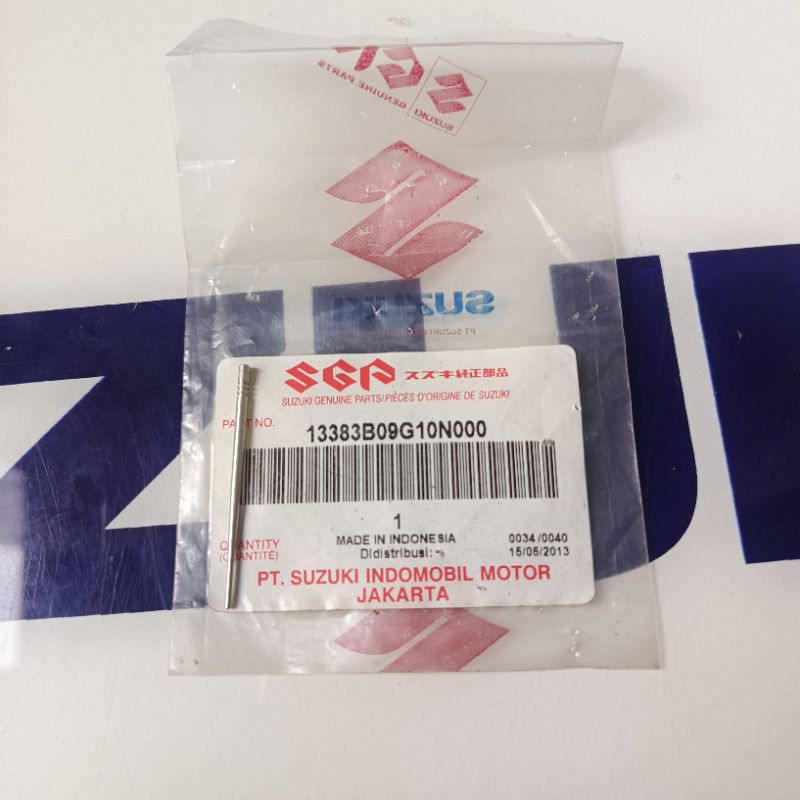 SUZUKI
GENUINE PARTS
SUZUKI
SGP スズキ純正部品
SUZUKI GENUINE PARTS/PIÈCES D'ORIGINE DE SUZUKI
PART NO.
13383B09G10N000
1
QUANTITY
(QUANTITÉ)
MADE IN INDONESIA
0034 /0040
Didistribusi: -
15/05/2013
PT. SUZUKI INDOMOBIL MOTOR
JAKARTA